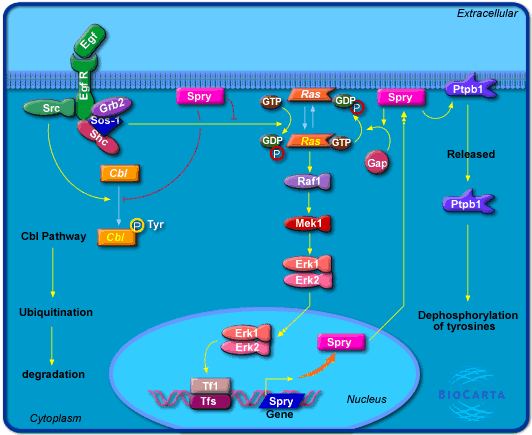 Extracellular
Egf
Egf R
Src
Grb2
Sos-1
Shc
Spry
GTP
Ras
GDP
P
Spry
Ptpb1
GDP
P
Ras
GTP
Gap
Released
Cbl
Raf1
Ptpb1
Cbl
P
Tyr
Mek1
Cbl Pathway
Erk1
Erk2
Ubiquitination
Dephosphorylation
of tyrosines
Erk1
Erk2
Spry
degradation
Tf1
Tfs
Spry
Gene
Nucleus
BIOCARTA
Cytoplasm